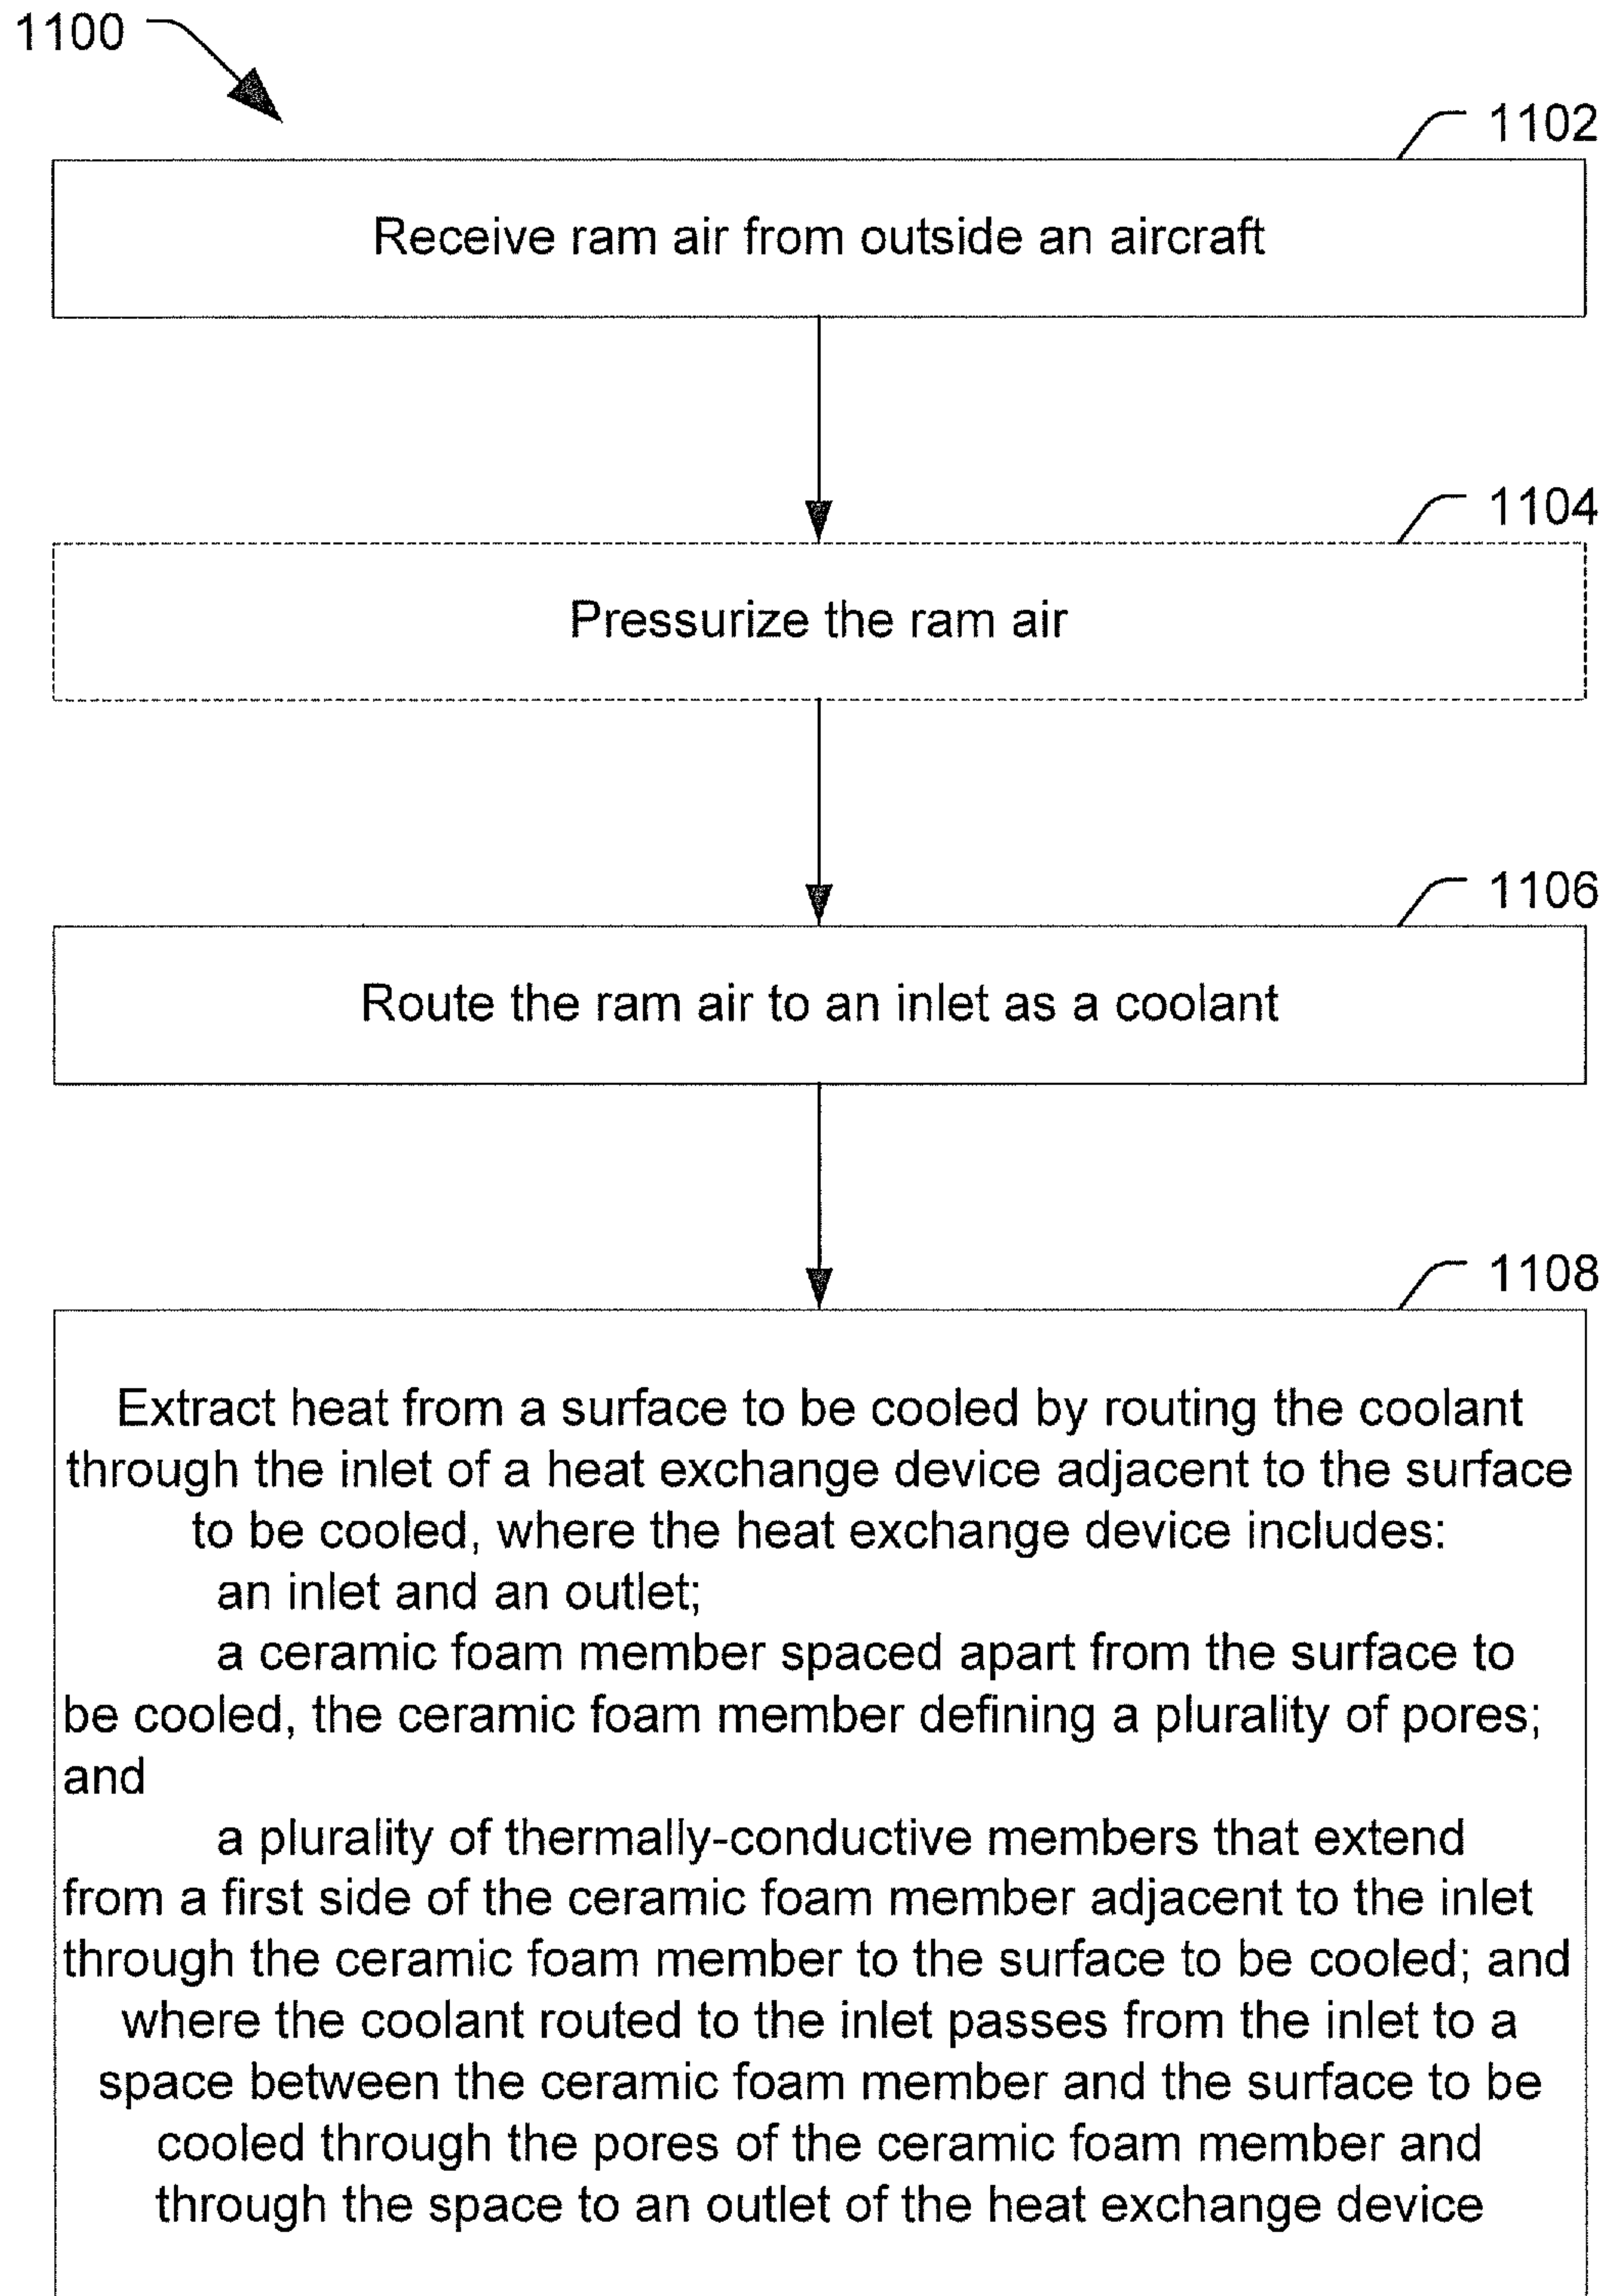 1100
1102
Receive ram air from outside an aircraft
1104
Pressurize the ram air
1106
Route the ram air to an inlet as a coolant
1108
Extract heat from a surface to be cooled by routing the coolant
through the inlet of a heat exchange device adjacent to the surface
to be cooled, where the heat exchange device includes:
an inlet and an outlet;
a ceramic foam member spaced apart from the surface to
be cooled, the ceramic foam member defining a plurality of pores;
and
a plurality of thermally-conductive members that extend
from a first side of the ceramic foam member adjacent to the inlet
through the ceramic foam member to the surface to be cooled; and
where the coolant routed to the inlet passes from the inlet to a
space between the ceramic foam member and the surface to be
cooled through the pores of the ceramic foam member and
through the space to an outlet of the heat exchange device